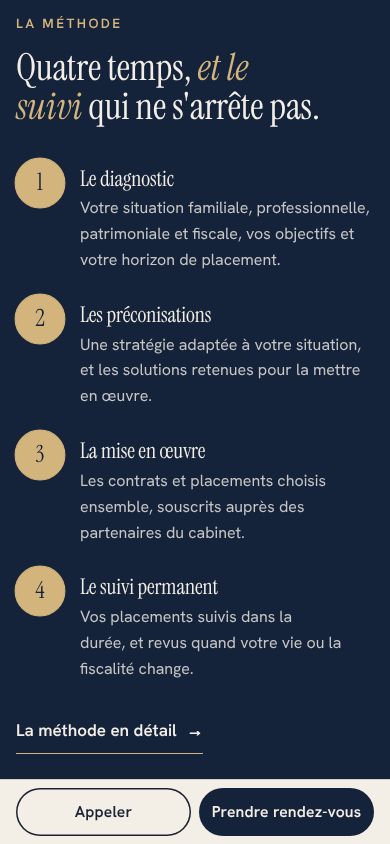 LA MÉTHODE
Quatre temps, et le
suivi qui ne s'arrête pas.
1
Le diagnostic
Votre situation familiale, professionnelle,
patrimoniale et fiscale, vos objectifs et
votre horizon de placement.
2
Les préconisations
Une stratégie adaptée à votre situation,
et les solutions retenues pour la mettre
en œuvre.
3
La mise en œuvre
Les contrats et placements choisis
ensemble, souscrits auprès des
partenaires du cabinet.
4
Le suivi permanent
Vos placements suivis dans la
durée, et revus quand votre vie ou la
fiscalité change.
La méthode en détail →
Appeler
Prendre rendez-vous